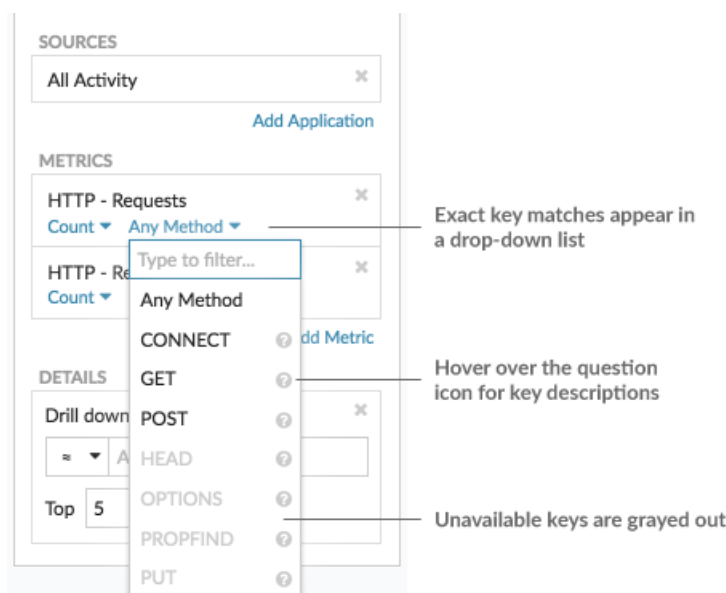 SOURCES
All Activity
Add Application
METRICS
HTTP - Requests
Count Any Method
Exact key matches appear in
a drop-down list
Type to filter...
HTTP - Re
Count
Any Method
CONNECT
dd Metric
DETAILS
GET
Hover over the question
icon for key descriptions
Drill down
POST
≈ A
HEAD
Top 5
OPTIONS
Unavailable keys are grayed out
PROPFIND
PUT